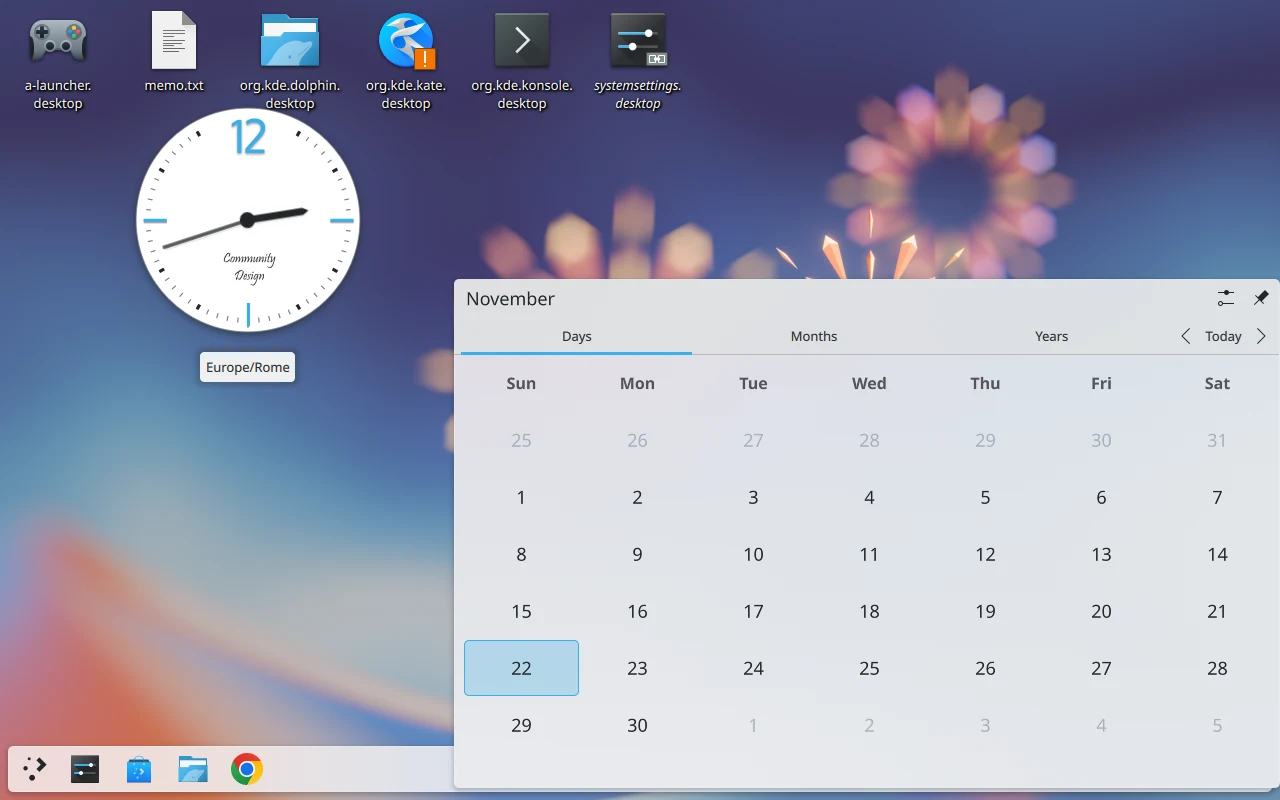 a-launcher.
desktop
memo.txt
org.kde.dolphin.
desktop
org.kde.kate.
desktop
org.kde.konsole.
desktop
systemsettings.
desktop
12
Community
Design
Europe/Rome
November
Days Months Years Today
Sun Mon Tue Wed Thu Fri Sat
25 26 27 28 29 30 31
1 2 3 4 5 6 7
8 9 10 11 12 13 14
15 16 17 18 19 20 21
22 23 24 25 26 27 28
29 30 1 2 3 4 5